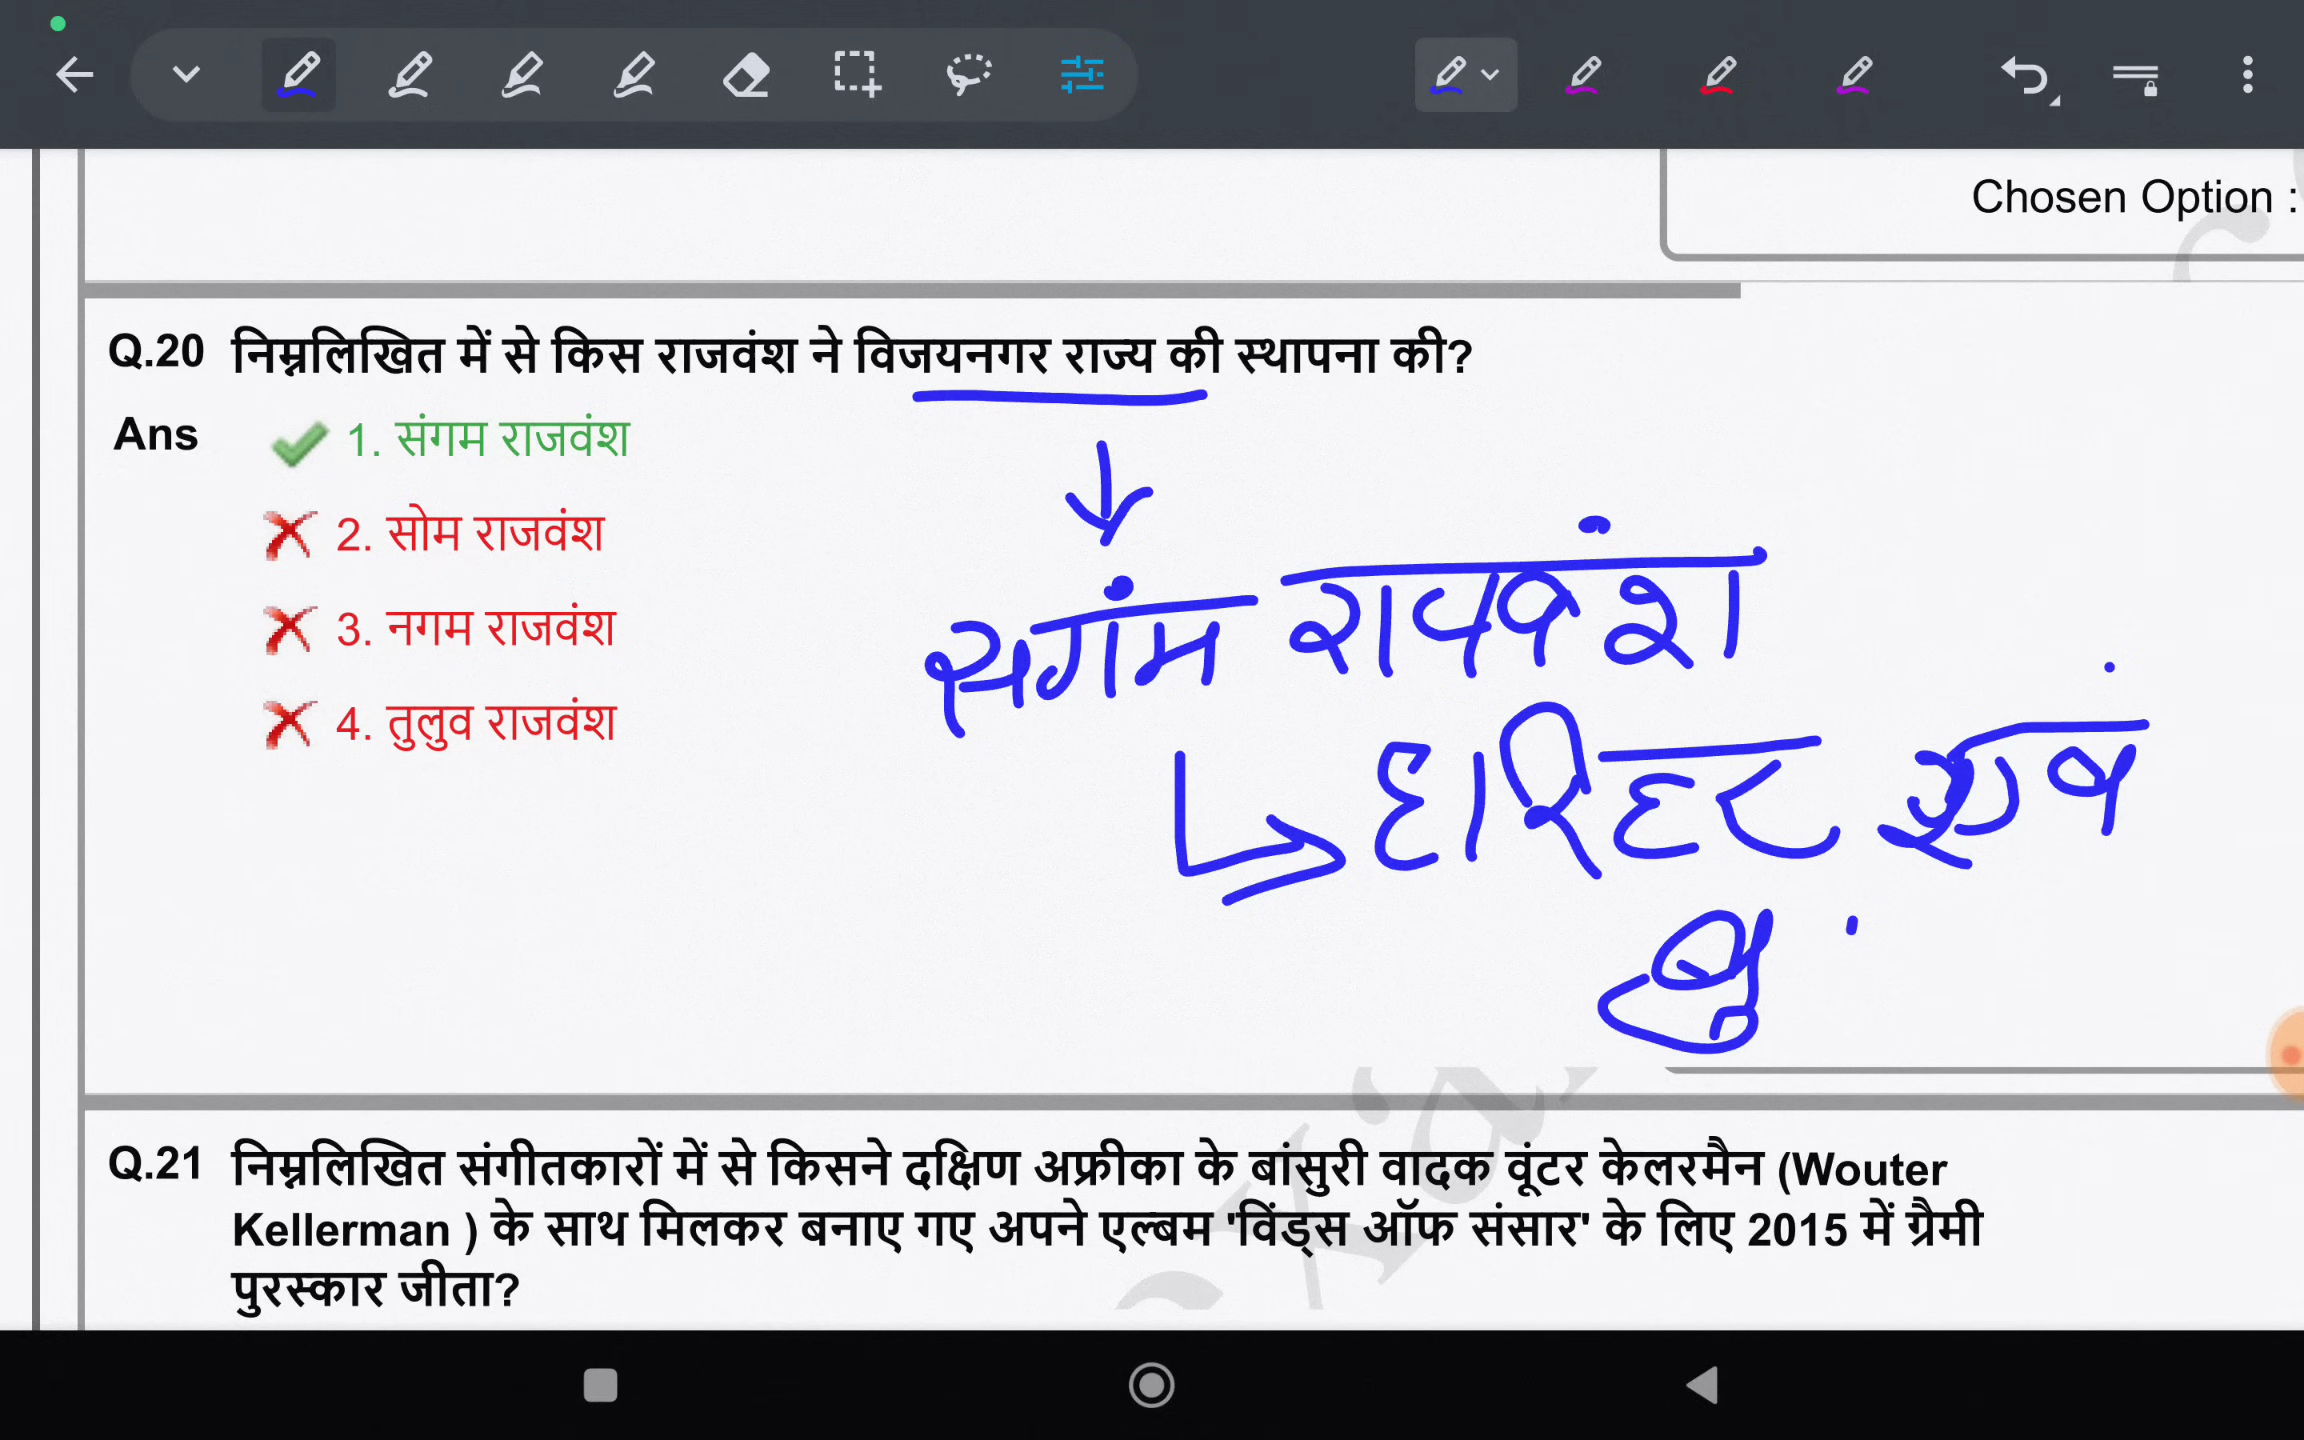 Chosen Option :
Q.20 निम्नलिखित में से किस राजवंश ने विजयनगर राज्य की स्थापना की?
Ans 1. संगम राजवंश
2. सोम राजवंश
3. नगम राजवंश
4. तुलुव राजवंश
संगम राजवंश
हरिहर एवं
Q.21 निम्नलिखित संगीतकारों में से किसने दक्षिण अफ्रीका के बांसुरी वादक वूंटर केलरमैन (Wouter
Kellerman ) के साथ मिलकर बनाए गए अपने एल्बम 'विंड्स ऑफ संसार' के लिए 2015 में ग्रैमी
पुरस्कार जीता?